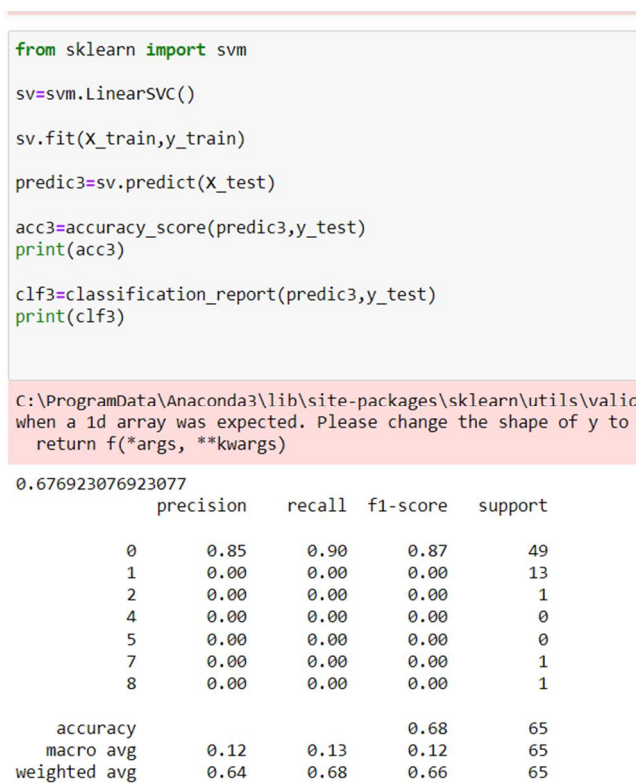 from sklearn import svm
sv=svm.LinearSVC()
sv.fit(X_train,y_train)
predic3=sv.predict(X_test)
acc3=accuracy_score(predic3,y_test)
print(acc3)
clf3=classification_report(predic3,y_test)
print(clf3)
C:\ProgramData\Anaconda3\lib\site-packages\sklearn\utils\valid
when a 1d array was expected. Please change the shape of y to
return f(*args, **kwargs)
0.676923076923077
precision recall f1-score support
0 0.85 0.90 0.87 49
1 0.00 0.00 0.00 13
2 0.00 0.00 0.00 1
4 0.00 0.00 0.00 0
5 0.00 0.00 0.00 0
7 0.00 0.00 0.00 1
8 0.00 0.00 0.00 1
accuracy 0.68 65
macro avg 0.12 0.13 0.12 65
weighted avg 0.64 0.68 0.66 65